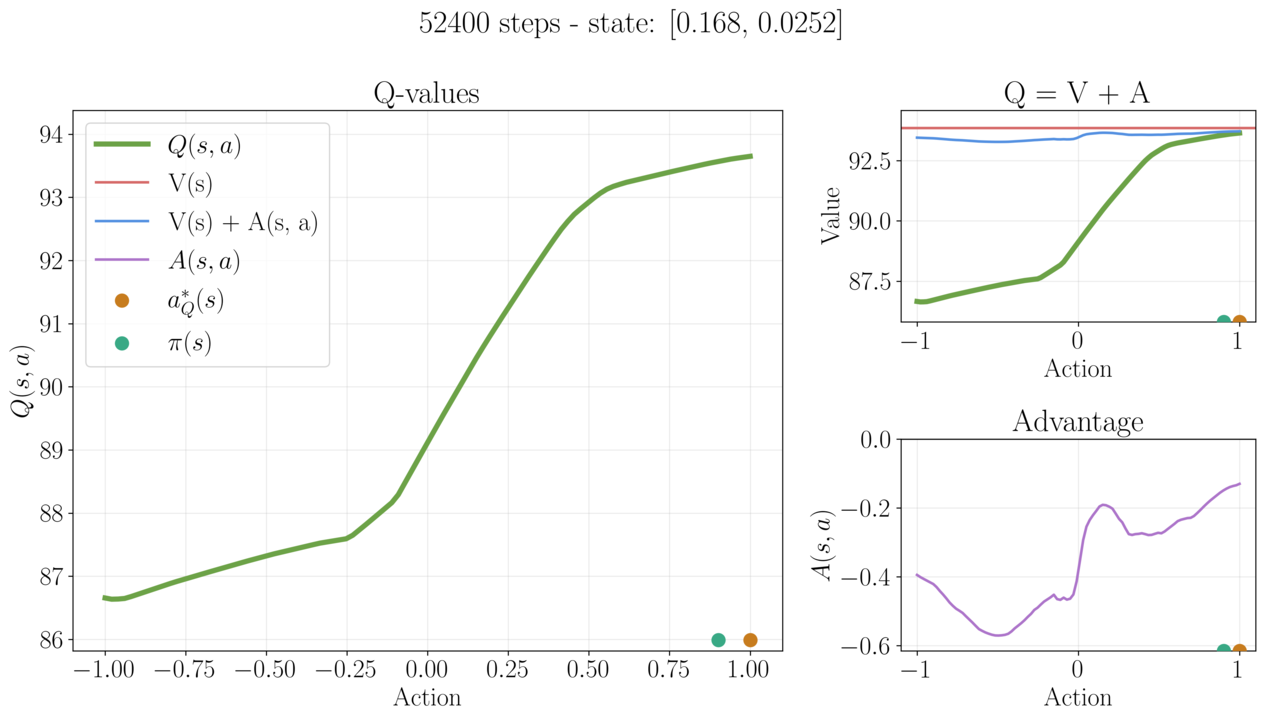 52400 steps - state: [0.168, 0.0252]
Q-values
Q(s, a)
94
93
92
91
90
89
88
87
86
Q(s, a)
V(s)
V(s) + A(s, a)
A(s, a)
a*Q(s)
π(s)
−1.00 −0.75 −0.50 −0.25 0.00 0.25 0.50 0.75 1.00
Action
Q = V + A
Value
92.5
90.0
87.5
−1 0 1
Action
Advantage
A(s, a)
0.0
−0.2
−0.4
−0.6
−1 0 1
Action